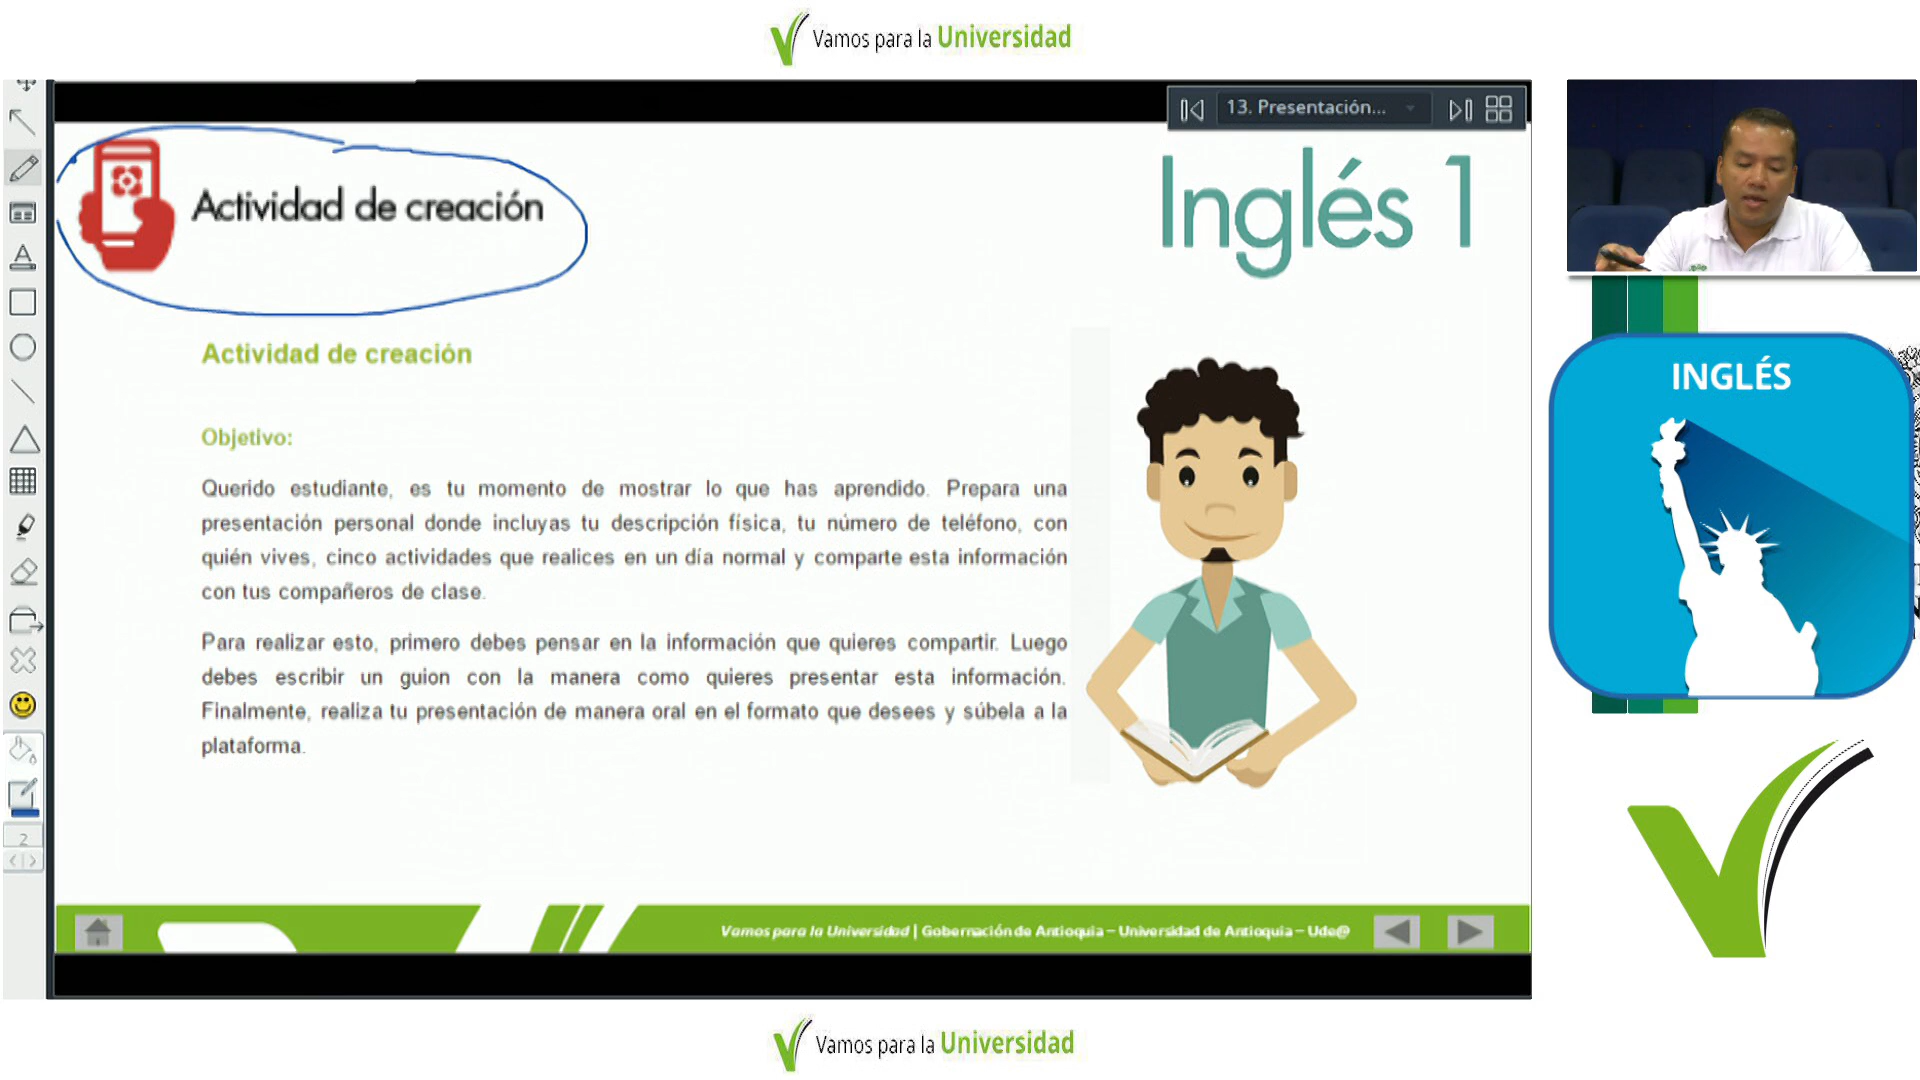 Vamos para la Universidad
13. Presentación...
Actividad de creación
Inglés 1
INGLÉS
Actividad de creación
Objetivo:
Querido estudiante, es tu momento de mostrar lo que has aprendido. Prepara una
presentación personal donde incluyas tu descripción física, tu número de teléfono, con
quién vives, cinco actividades que realices en un día normal y comparte esta información
con tus compañeros de clase.
Para realizar esto, primero debes pensar en la información que quieres compartir. Luego
debes escribir un guion con la manera como quieres presentar esta información.
Finalmente, realiza tu presentación de manera oral en el formato que desees y súbela a la
plataforma.
2
Vamos para la Universidad | Gobernación de Antioquia – Universidad de Antioquia – Ude@
Vamos para la Universidad